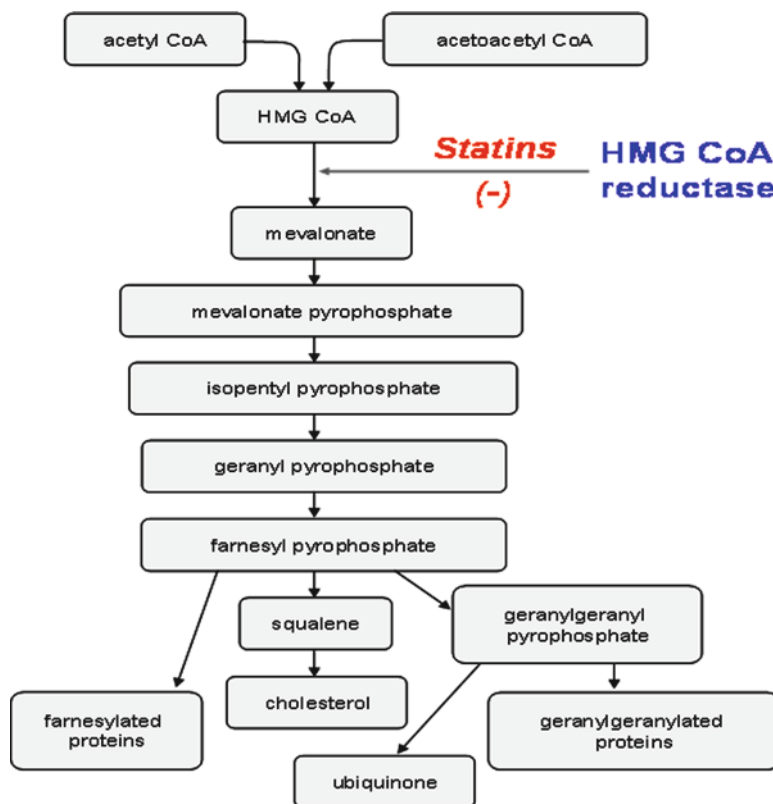 acetyl CoA
acetoacetyl CoA
HMG CoA
Statins
(-)
HMG CoA
reductase
mevalonate
mevalonate pyrophosphate
isopentyl pyrophosphate
geranyl pyrophosphate
farnesyl pyrophosphate
squalene
geranylgeranyl
pyrophosphate
cholesterol
farnesylated
proteins
geranylgeranylated
proteins
ubiquinone